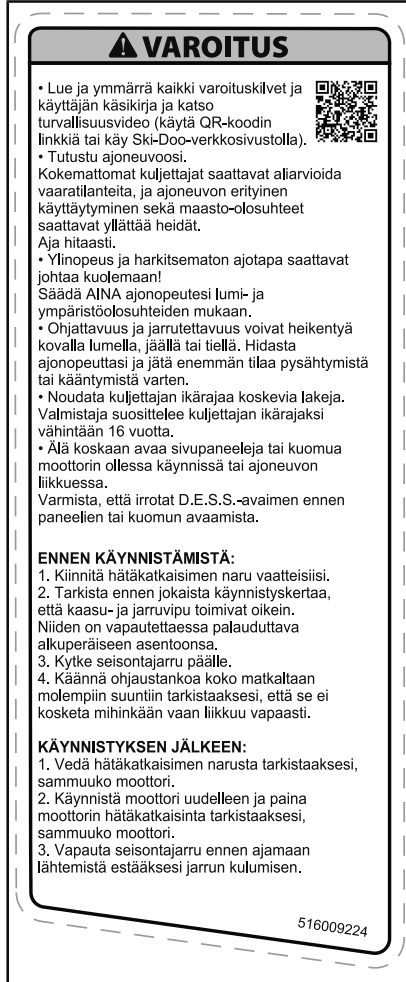 VAROITUS
• Lue ja ymmärrä kaikki varoituskilvet ja
käyttäjän käsikirja ja katso
turvallisuusvideo (käytä QR-koodin
linkkiä tai käy Ski-Doo-verkkosivustolla).
• Tutustu ajoneuvoosi.
Kokemattomat kuljettajat saattavat aliarvioida
vaaratilanteita, ja ajoneuvon erityinen
käyttäytyminen sekä maasto-olosuhteet
saattavat yllättää heidät.
Aja hitaasti.
• Ylinopeus ja harkitsematon ajotapa saattavat
johtaa kuolemaan!
Säädä AINA ajonopeutesi lumi- ja
ympäristöolosuhteiden mukaan.
• Ohjattavuus ja jarrutettavuus voivat heikentyä
kovalla lumella, jäällä tai tiellä. Hidasta
ajonopeuttasi ja jätä enemmän tilaa pysähtymistä
tai kääntymistä varten.
• Noudata kuljettajan ikärajaa koskevia lakeja.
Valmistaja suosittelee kuljettajan ikärajaksi
vähintään 16 vuotta.
• Älä koskaan avaa sivupaneeleja tai kuomua
moottorin ollessa käynnissä tai ajoneuvon
liikkuessa.
Varmista, että irrotat D.E.S.S.-avaimen ennen
paneelien tai kuomun avaamista.
ENNEN KÄYNNISTÄMISTÄ:
1. Kiinnitä hätäkatkaisimen naru vaatteisiisi.
2. Tarkista ennen jokaista käynnistyskertaa,
että kaasu- ja jarruvipu toimivat oikein.
Niiden on vapautettaessa palauduttava
alkuperäiseen asentoonsa.
3. Kytke seisontajarru päälle.
4. Käännä ohjaustankoa koko matkaltaan
molempiin suuntiin tarkistaaksesi, että se ei
kosketa mihinkään vaan liikkuu vapaasti.
KÄYNNISTYKSEN JÄLKEEN:
1. Vedä hätäkatkaisimen narusta tarkistaaksesi,
sammuuko moottori.
2. Käynnistä moottori uudelleen ja paina
moottorin hätäkatkaisinta tarkistaaksesi,
sammuuko moottori.
3. Vapauta seisontajarru ennen ajamaan
lähtemistä estääksesi jarrun kulumisen.
516009224